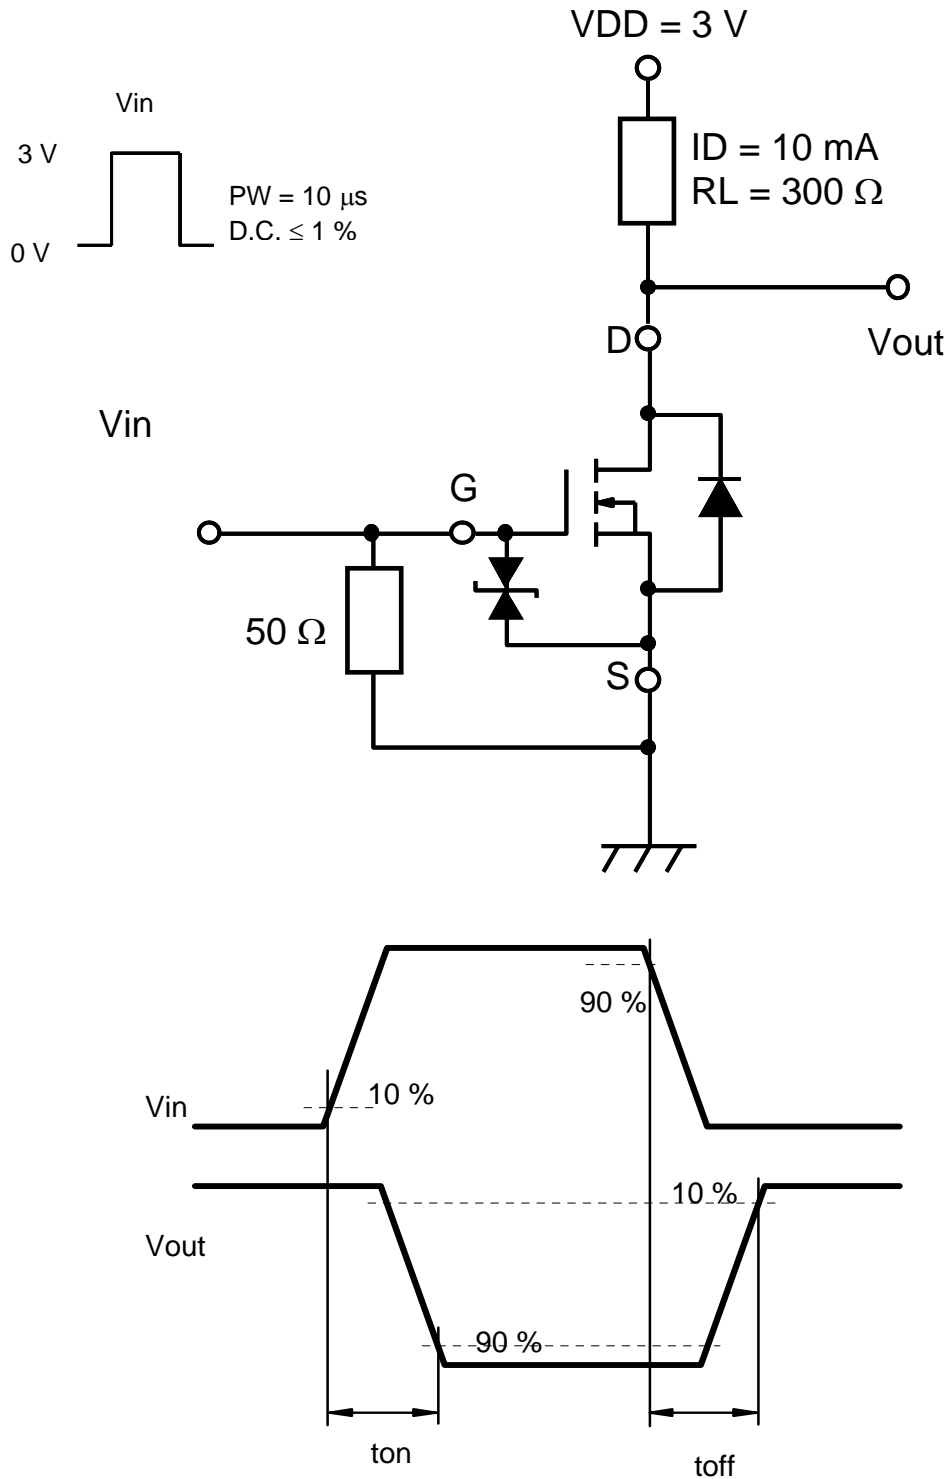 VDD = 3 V
Vin
3 V
0 V
PW = 10 μs
D.C. ≤ 1 %
ID = 10 mA
RL = 300 Ω
D
Vout
Vin
G
50 Ω
S
90 %
10 %
Vin
10 %
Vout
90 %
ton
toff